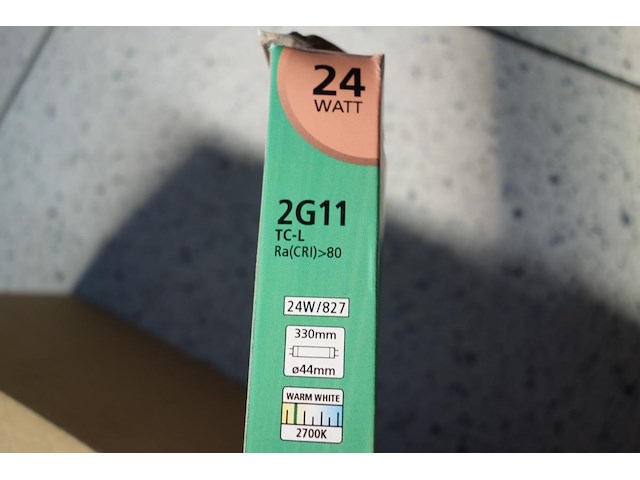 24
WATT
2G11
TC-L
Ra(CRI)>80
24W/827
330mm
ø44mm
WARM WHITE
2700K